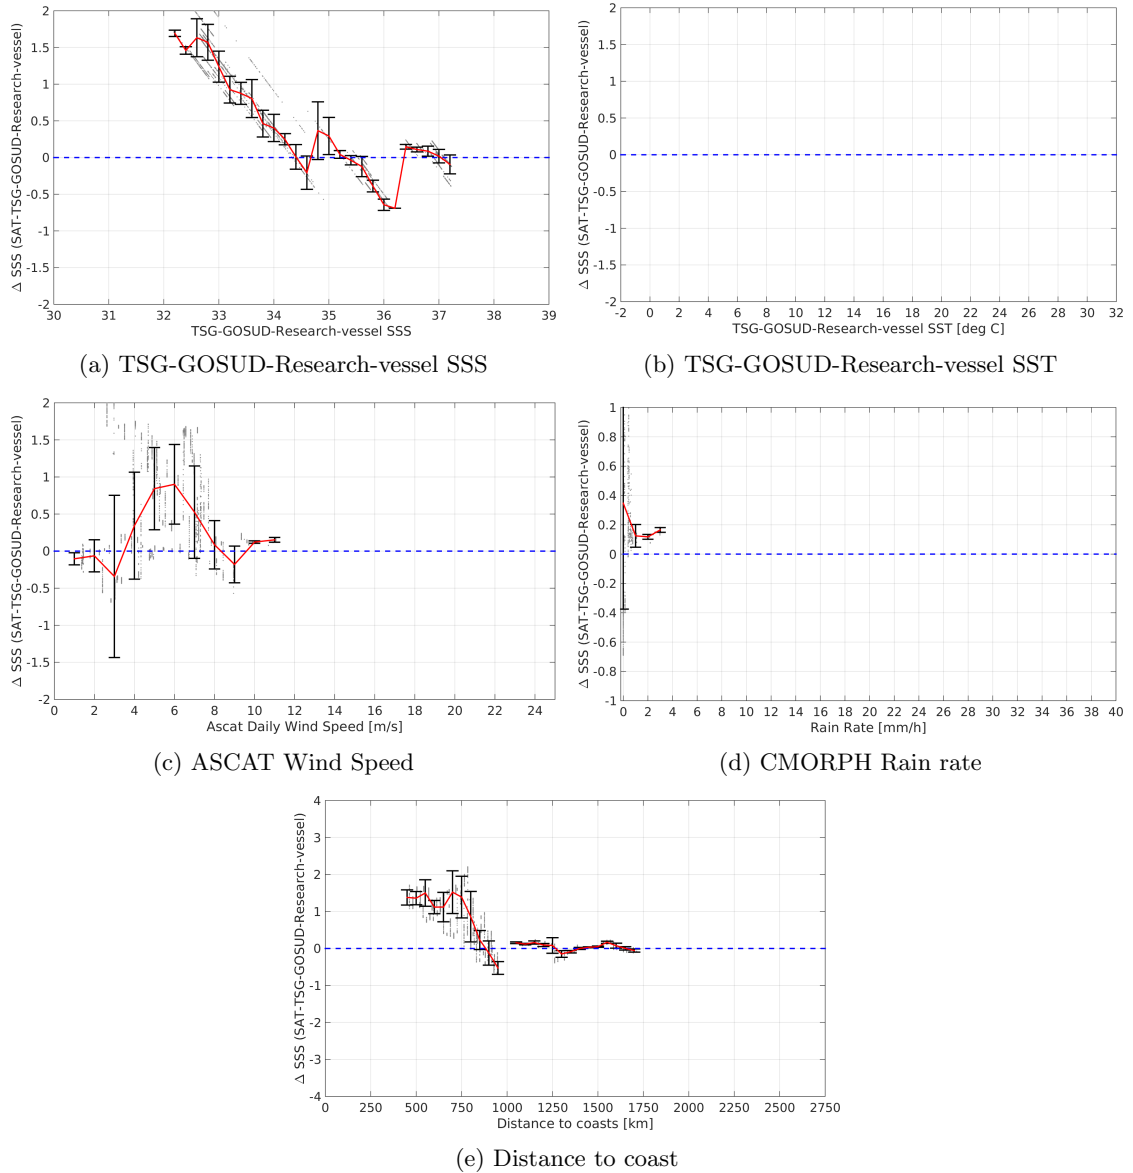 2
1.5
1
0.5
0
-0.5
-1
-1.5
-2
Δ SSS (SAT-TSG-GOSUD-Research-vessel)
30 31 32 33 34 35 36 37 38 39
TSG-GOSUD-Research-vessel SSS
(a) TSG-GOSUD-Research-vessel SSS
2
1.5
1
0.5
0
-0.5
-1
-1.5
-2
Δ SSS (SAT-TSG-GOSUD-Research-vessel)
-2 0 2 4 6 8 10 12 14 16 18 20 22 24 26 28 30 32
TSG-GOSUD-Research-vessel SST [deg C]
(b) TSG-GOSUD-Research-vessel SST
2
1.5
1
0.5
0
-0.5
-1
-1.5
-2
Δ SSS (SAT-TSG-GOSUD-Research-vessel)
0 2 4 6 8 10 12 14 16 18 20 22 24
Ascat Daily Wind Speed [m/s]
(c) ASCAT Wind Speed
1
0.8
0.6
0.4
0.2
0
-0.2
-0.4
-0.6
-0.8
-1
Δ SSS (SAT-TSG-GOSUD-Research-vessel)
0 2 4 6 8 10 12 14 16 18 20 22 24 26 28 30 32 34 36 38 40
Rain Rate [mm/h]
(d) CMORPH Rain rate
4
3
2
1
0
-1
-2
-3
-4
Δ SSS (SAT-TSG-GOSUD-Research-vessel)
0 250 500 750 1000 1250 1500 1750 2000 2250 2500 2750
Distance to coasts [km]
(e) Distance to coast